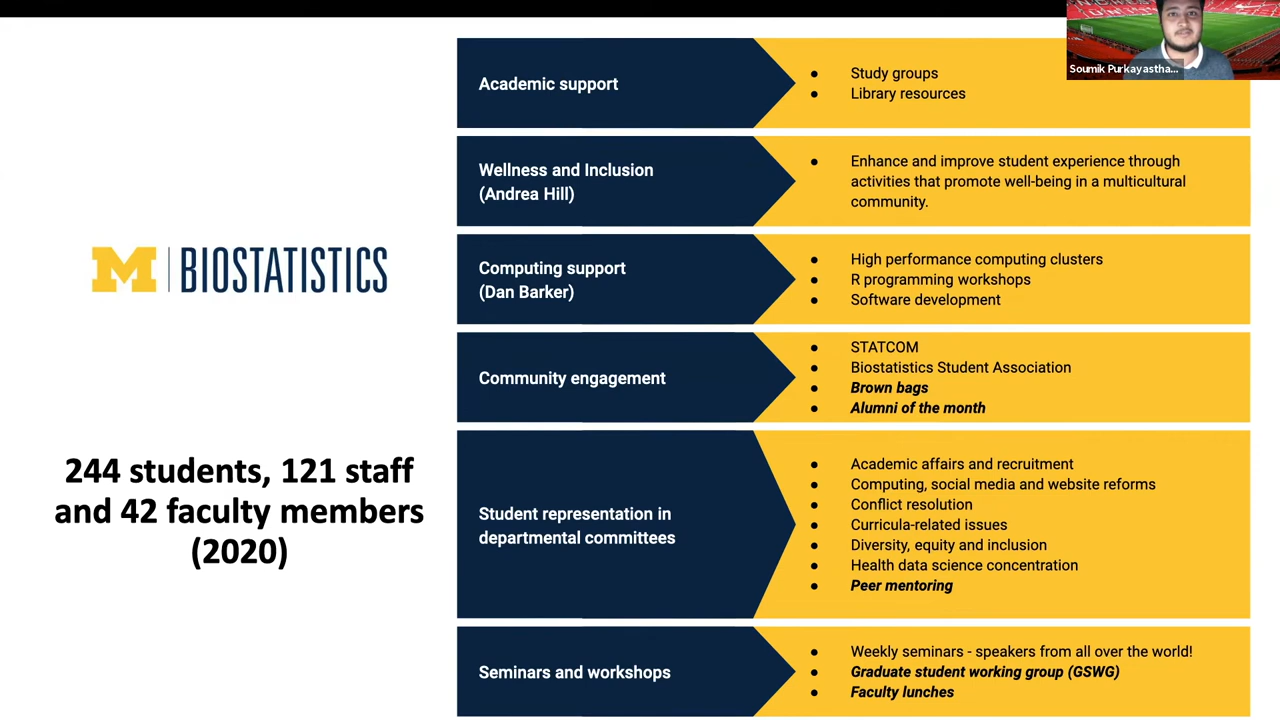 M | BIOSTATISTICS
244 students, 121 staff
and 42 faculty members
(2020)
Academic support
● Study groups
● Library resources
Wellness and Inclusion
(Andrea Hill)
● Enhance and improve student experience through
activities that promote well-being in a multicultural
community.
Computing support
(Dan Barker)
● High performance computing clusters
● R programming workshops
● Software development
Community engagement
● STATCOM
● Biostatistics Student Association
● Brown bags
● Alumni of the month
Student representation in
departmental committees
● Academic affairs and recruitment
● Computing, social media and website reforms
● Conflict resolution
● Curricula-related issues
● Diversity, equity and inclusion
● Health data science concentration
● Peer mentoring
Seminars and workshops
● Weekly seminars - speakers from all over the world!
● Graduate student working group (GSWG)
● Faculty lunches
Soumik Purkayastha...